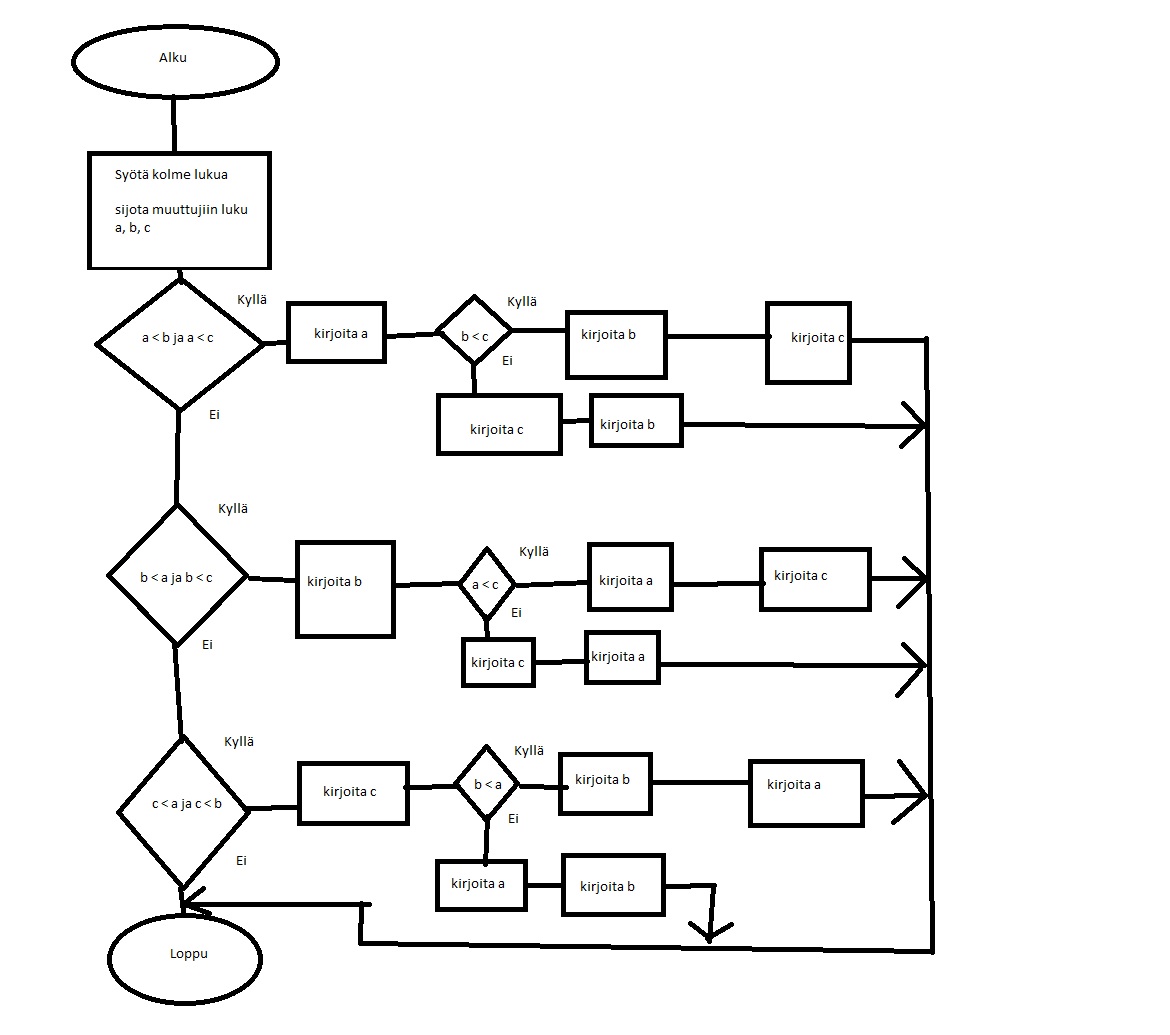 Alku
Syötä kolme lukua
sijota muuttujiin luku
a, b, c
Kyllä
a < b ja a < c
kirjoita a
Kyllä
b < c
kirjoita b
kirjoita c
Ei
Ei
kirjoita c
kirjoita b
Kyllä
b < a ja b < c
kirjoita b
Kyllä
a < c
kirjoita a
kirjoita c
Ei
Ei
kirjoita c
kirjoita a
Kyllä
c < a ja c < b
kirjoita c
Kyllä
b < a
kirjoita b
kirjoita a
Ei
Ei
kirjoita a
kirjoita b
Loppu